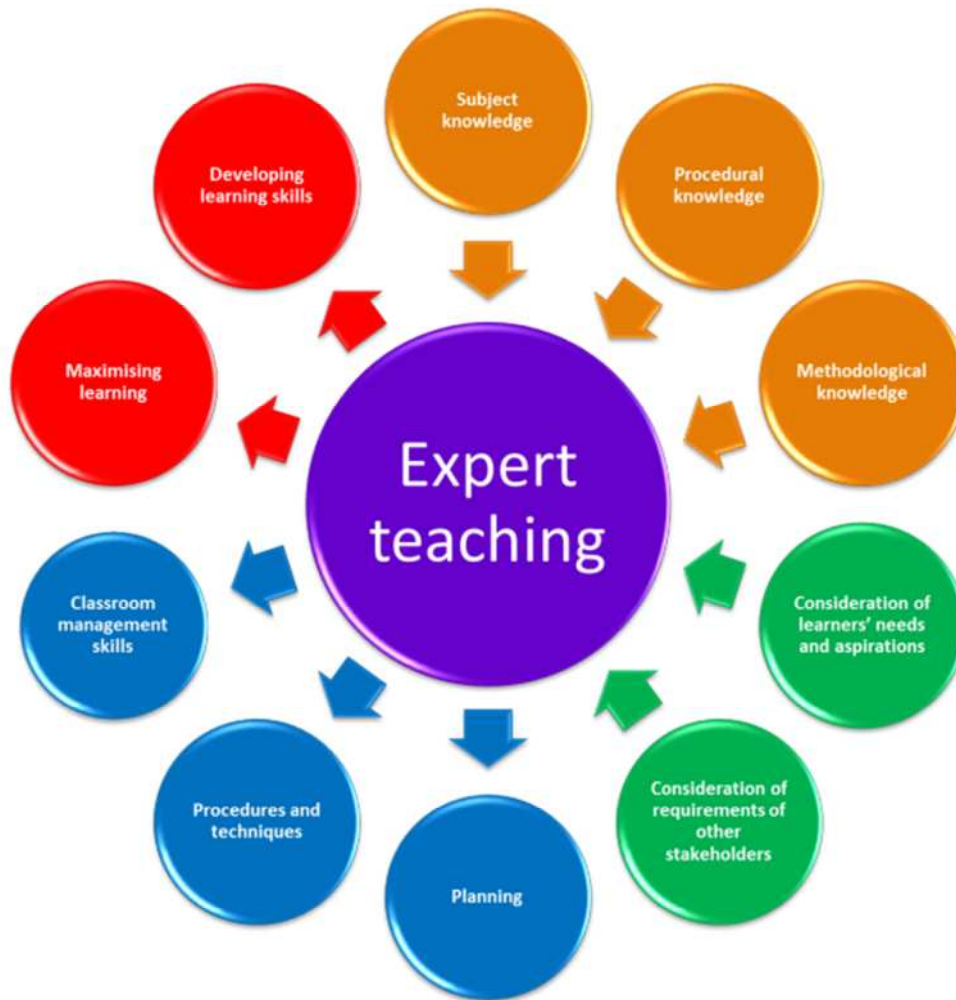 Subject
knowledge
Procedural
knowledge
Methodological
knowledge
Consideration of
learners’ needs
and aspirations
Consideration of
requirements of
other
stakeholders
Planning
Procedures and
techniques
Classroom
management
skills
Maximising
learning
Developing
learning skills
Expert
teaching